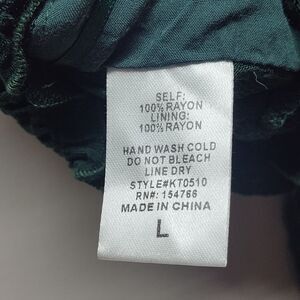 SELF:
100% RAYON
LINING:
100% RAYON
HAND WASH COLD
DO NOT BLEACH
LINE DRY
STYLE#KT0510
RN#: 154766
MADE IN CHINA
L